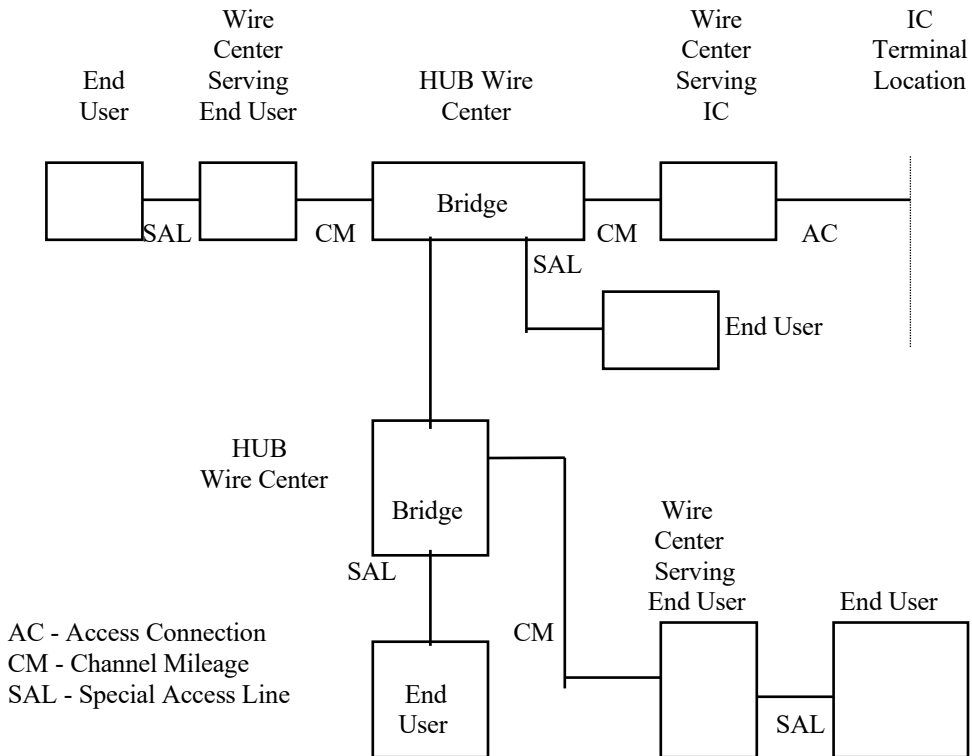 Wire
Center
Serving
End User
Wire
Center
Serving
IC
IC
Terminal
Location
End
User
HUB Wire
Center
Bridge
SAL
CM
CM
AC
SAL
End User
HUB
Wire Center
Bridge
SAL
Wire
Center
Serving
End User
End User
AC - Access Connection
CM - Channel Mileage
SAL - Special Access Line
CM
End
User
SAL